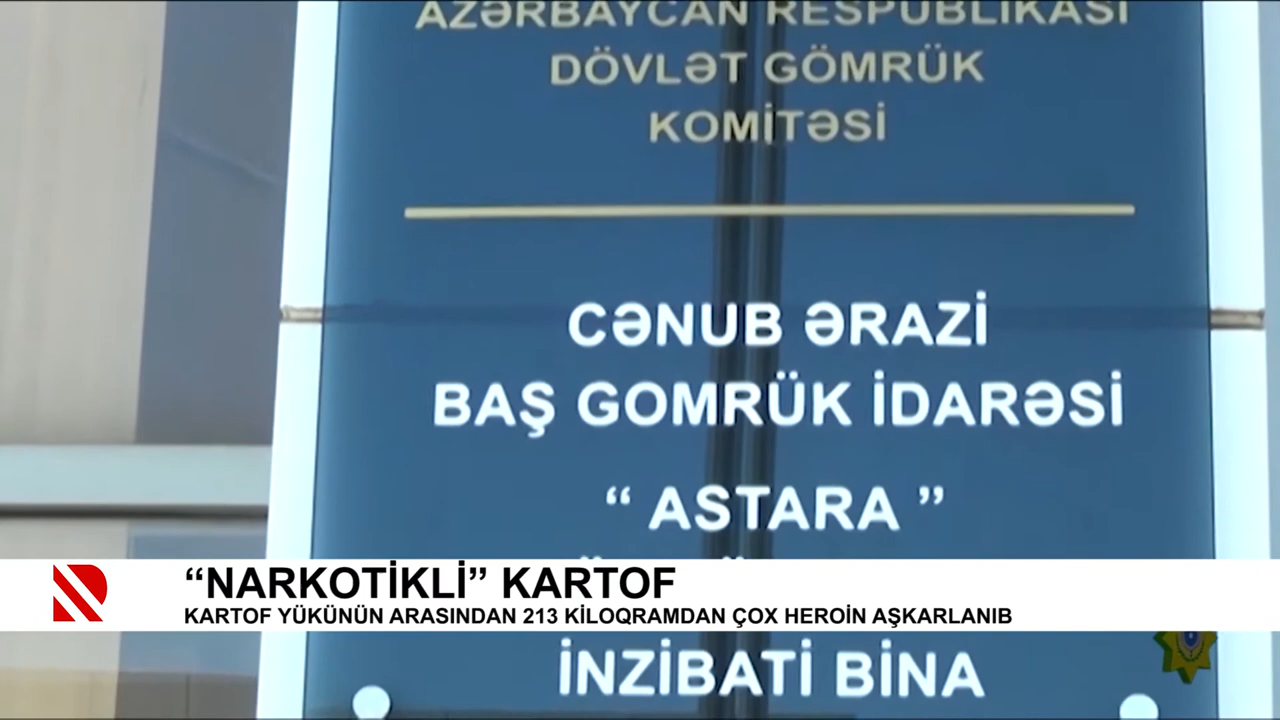 AZƏRBAYCAN RESPUBLİKASI
DÖVLƏT GÖMRÜK
KOMİTƏSİ
CƏNUB ƏRAZİ
BAŞ GOMRÜK İDARƏSİ
“ ASTARA ”
“NARKOTİKLİ” KARTOF
KARTOF YÜKÜNÜN ARASINDAN 213 KİLOQRAMDAN ÇOX HEROİN AŞKARLANIB
İNZİBATİ BİNA